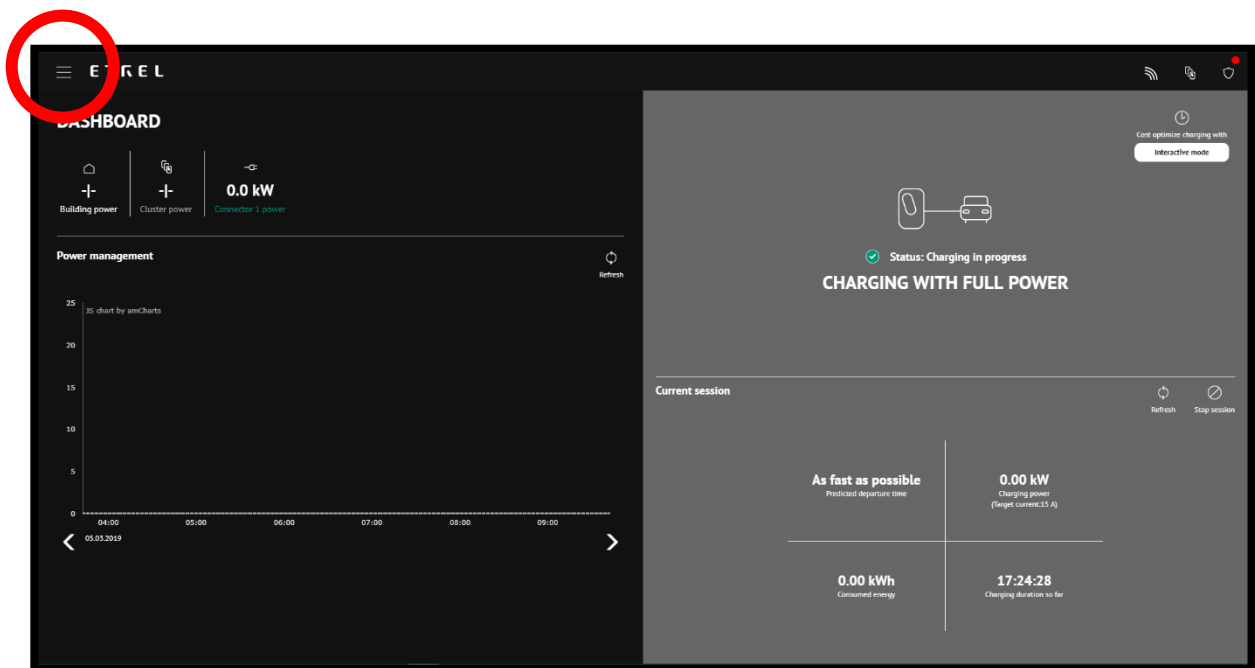 ETREL
DASHBOARD
-|-
Building power
-|-
Cluster power
0.0 kW
Connector 1 power
Power management
Refresh
25
JS chart by amCharts
20
15
10
5
0
04:00 05:00 06:00 07:00 08:00 09:00
05.03.2019
Cost optimize charging with
Interactive mode
Status: Charging in progress
CHARGING WITH FULL POWER
Current session
Refresh
Stop session
As fast as possible
Predicted departure time
0.00 kW
Charging power
(Target current:15 A)
0.00 kWh
Consumed energy
17:24:28
Charging duration so far